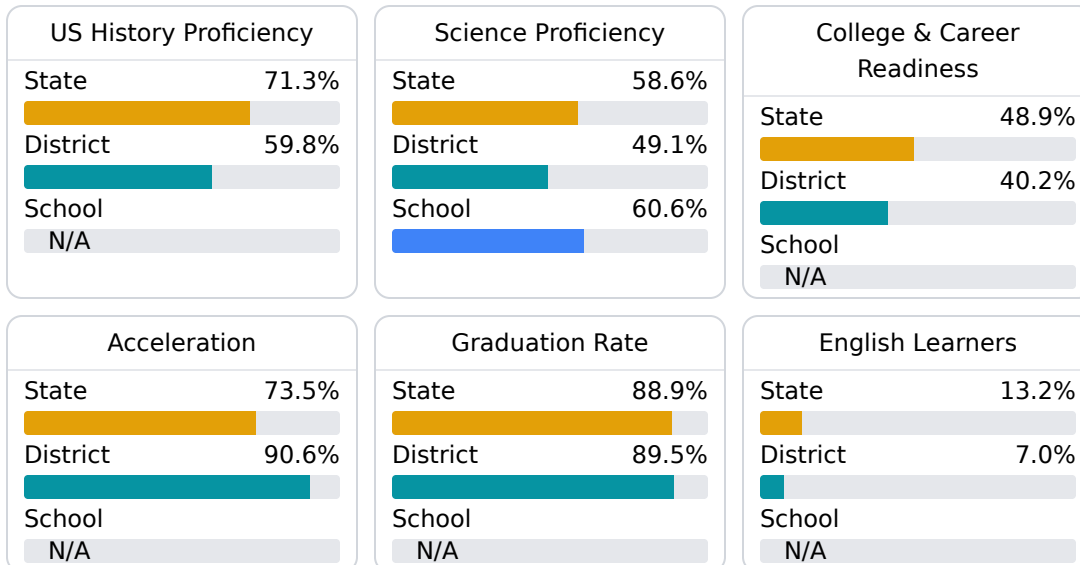 US History Proficiency
State 71.3%
District 59.8%
School
N/A
Science Proficiency
State 58.6%
District 49.1%
School 60.6%
College & Career
Readiness
State 48.9%
District 40.2%
School
N/A
Acceleration
State 73.5%
District 90.6%
School
N/A
Graduation Rate
State 88.9%
District 89.5%
School
N/A
English Learners
State 13.2%
District 7.0%
School
N/A